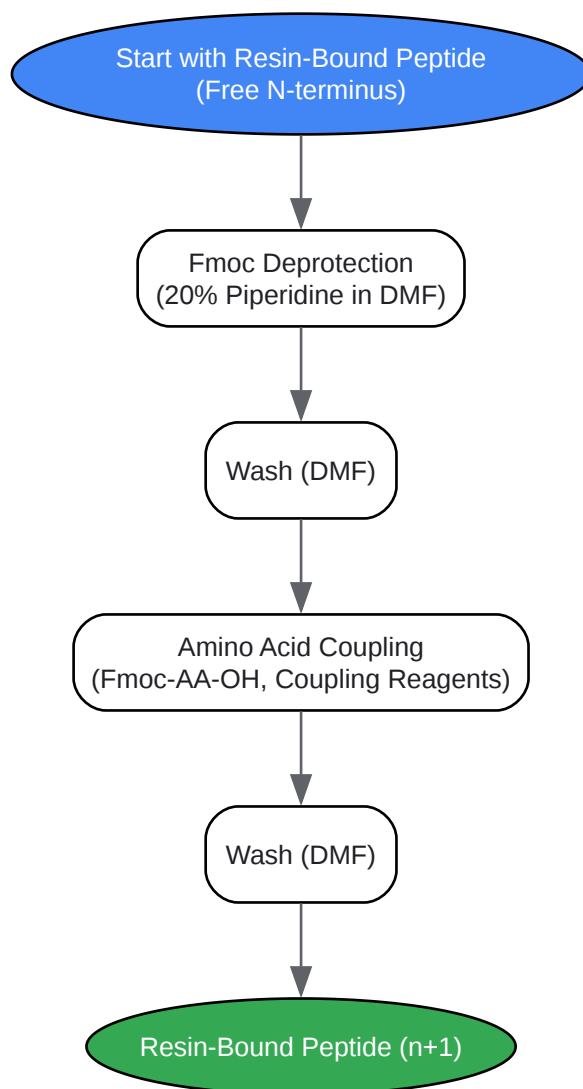 Start with Resin-Bound Peptide
(Free N-terminus)
Fmoc Deprotection
(20% Piperidine in DMF)
Wash (DMF)
Amino Acid Coupling
(Fmoc-AA-OH, Coupling Reagents)
Wash (DMF)
Resin-Bound Peptide (n+1)